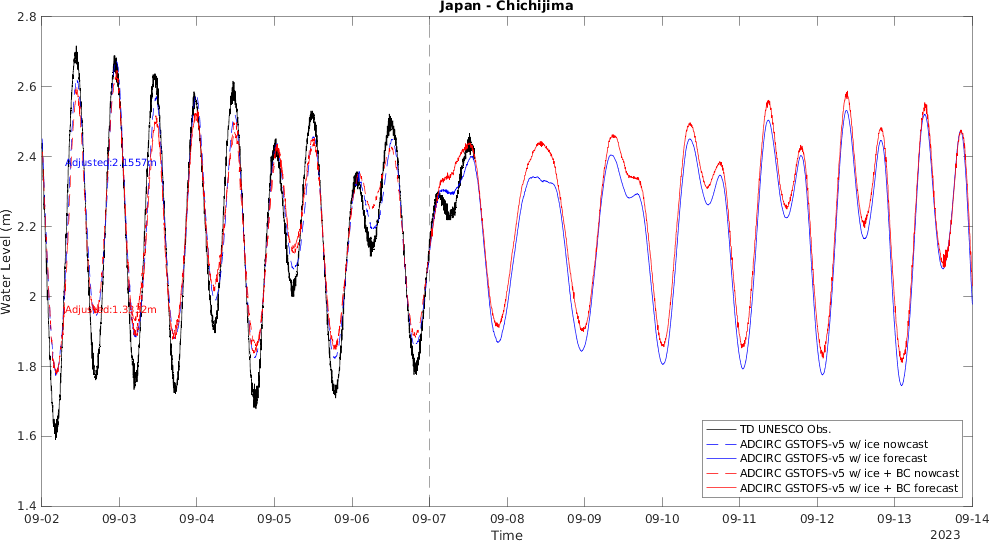 Japan - Chichijima
Water Level (m)
2.8
2.6
2.4
2.2
2
1.8
1.6
1.4
Adjusted:2.1557m
TD UNESCO Obs.
ADCIRC GSTOFS-v5 w/ ice nowcast
ADCIRC GSTOFS-v5 w/ ice forecast
ADCIRC GSTOFS-v5 w/ ice + BC nowcast
ADCIRC GSTOFS-v5 w/ ice + BC forecast
09-02 09-03 09-04 09-05 09-06 09-07 09-08 09-09 09-10 09-11 09-12 09-13 09-14
Time
2023